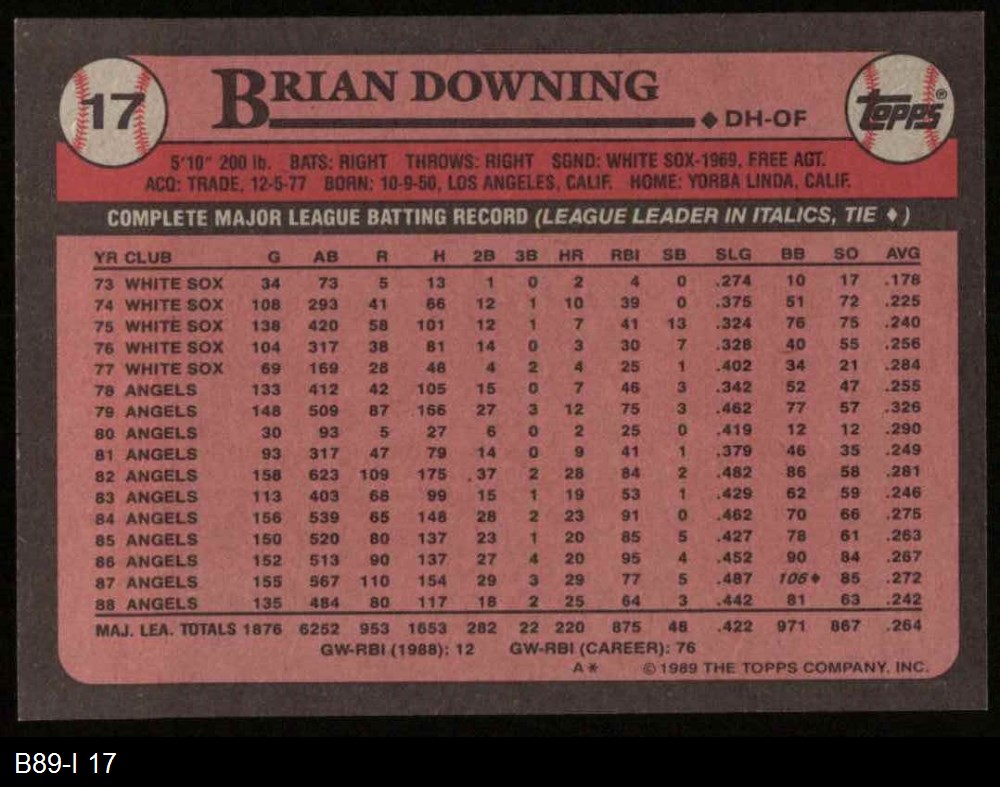 17
BRIAN DOWNING
♦ DH-OF
TOPPS®
5'10" 200 lb. BATS: RIGHT THROWS: RIGHT SGND: WHITE SOX-1969, FREE AGT.
ACQ: TRADE, 12-5-77 BORN: 10-9-50, LOS ANGELES, CALIF. HOME: YORBA LINDA, CALIF.
COMPLETE MAJOR LEAGUE BATTING RECORD (LEAGUE LEADER IN ITALICS, TIE ♦)
YR CLUB G AB R H 2B 3B HR RBI SB SLG BB SO AVG
73 WHITE SOX 34 73 5 13 1 0 2 4 0 .274 10 17 .178
74 WHITE SOX 108 293 41 66 12 1 10 39 0 .375 51 72 .225
75 WHITE SOX 138 420 58 101 12 1 7 41 13 .324 76 75 .240
76 WHITE SOX 104 317 38 81 14 0 3 30 7 .328 40 55 .256
77 WHITE SOX 69 169 28 48 4 2 4 25 1 .402 34 21 .284
78 ANGELS 133 412 42 105 15 0 7 46 3 .342 52 47 .255
79 ANGELS 148 509 87 166 27 3 12 75 3 .462 77 57 .326
80 ANGELS 30 93 5 27 6 0 2 25 0 .419 12 12 .290
81 ANGELS 93 317 47 79 14 0 9 41 1 .379 46 35 .249
82 ANGELS 158 623 109 175 37 2 28 84 2 .482 86 58 .281
83 ANGELS 113 403 68 99 15 1 19 53 1 .429 62 59 .246
84 ANGELS 156 539 65 148 28 2 23 91 0 .462 70 66 .275
85 ANGELS 150 520 80 137 23 1 20 85 5 .427 78 61 .263
86 ANGELS 152 513 90 137 27 4 20 95 4 .452 90 84 .267
87 ANGELS 155 567 110 154 29 3 29 77 5 .487 106♦ 85 .272
88 ANGELS 135 484 80 117 18 2 25 64 3 .442 81 63 .242
MAJ. LEA. TOTALS 1876 6252 953 1653 282 22 220 875 48 .422 971 867 .264
GW-RBI (1988): 12 GW-RBI (CAREER): 76
A* © 1989 THE TOPPS COMPANY, INC.
B89-I 17